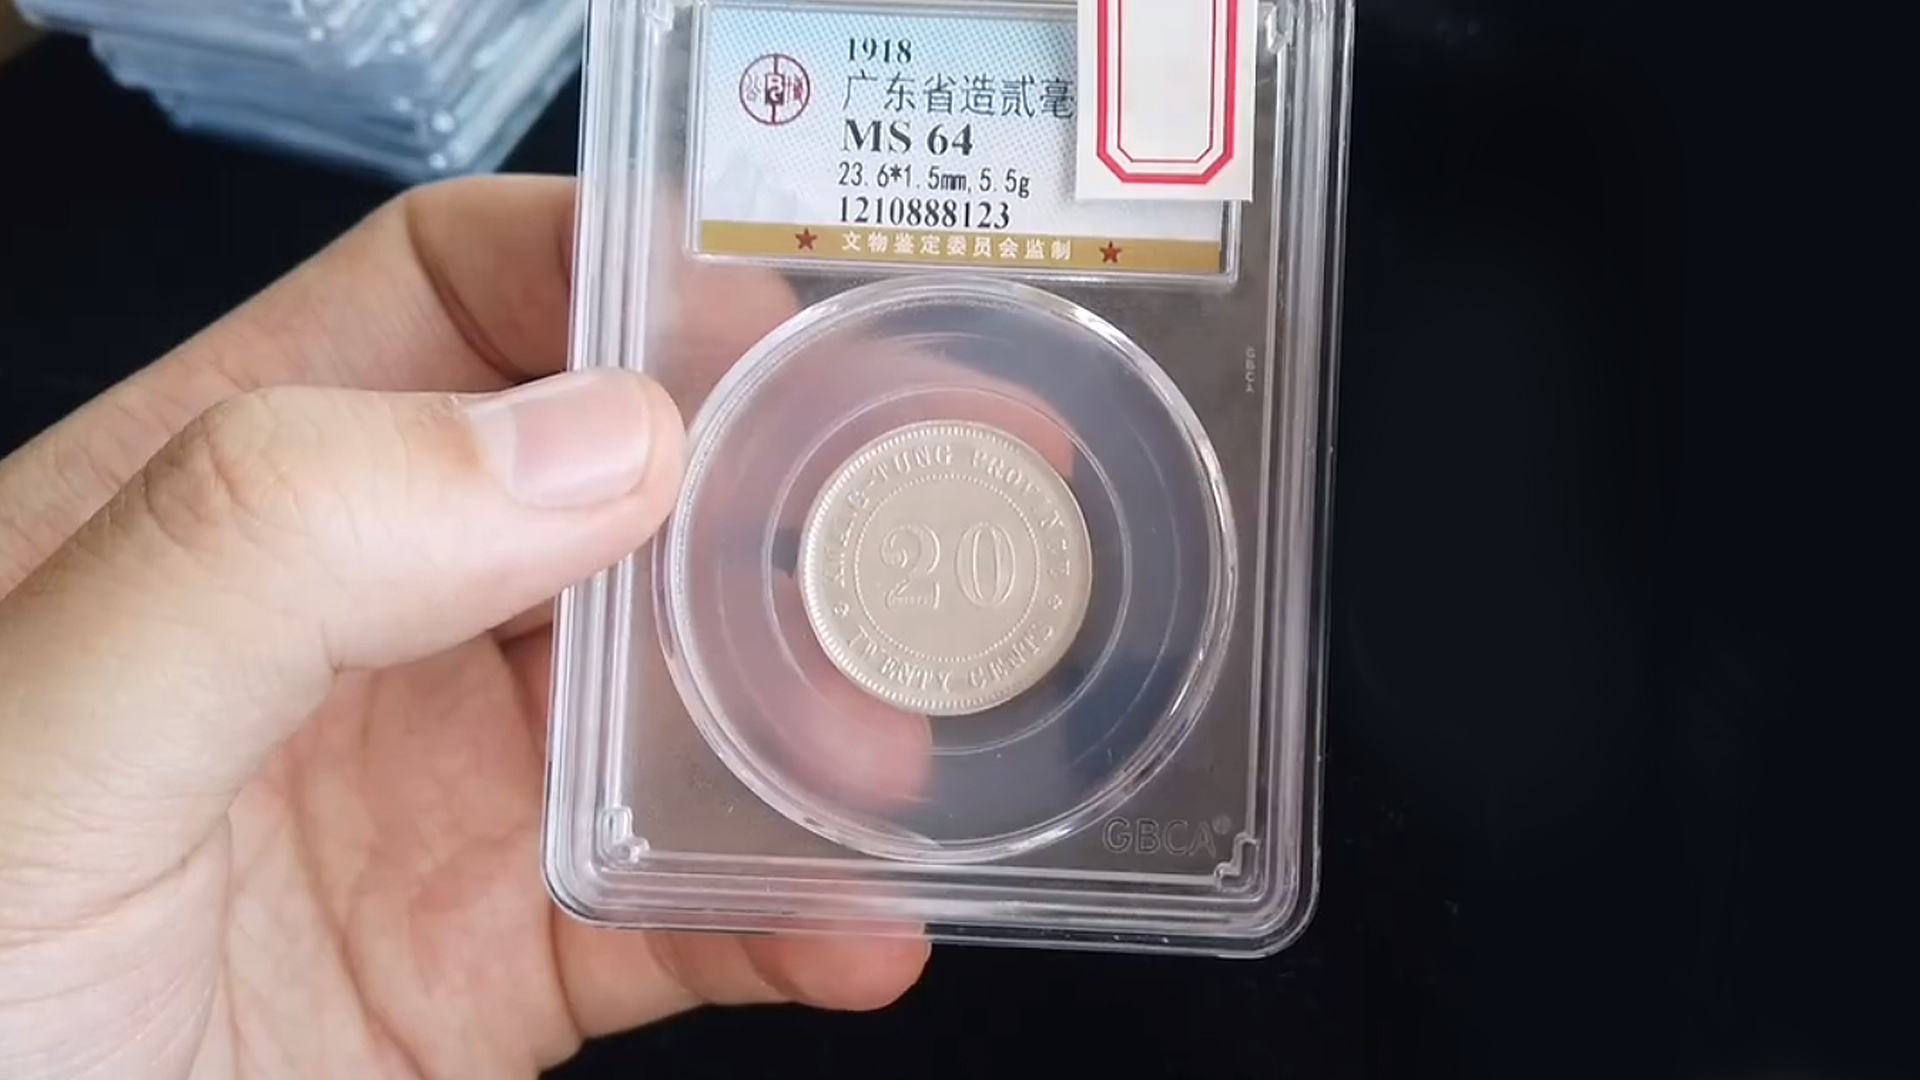 1918
广东省造贰毫
MS 64
23.6*1.5mm,5.5g
1210888123
文物鉴定委员会监制
KWANG-TUNG PROVINCE
20
TWENTY CENTS
GBCA